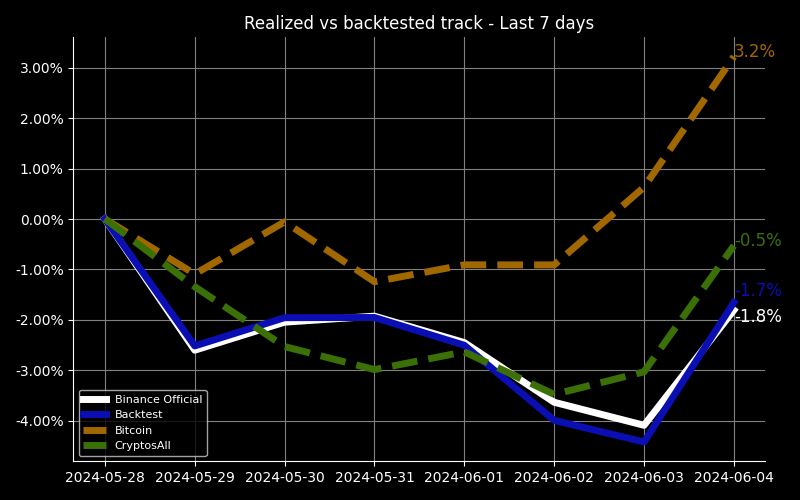 Realized vs backtested track - Last 7 days
3.00%
2.00%
1.00%
0.00%
-1.00%
-2.00%
-3.00%
-4.00%
3.2%
-0.5%
-1.7%
-1.8%
Binance Official
Backtest
Bitcoin
CryptosAll
2024-05-28 2024-05-29 2024-05-30 2024-05-31 2024-06-01 2024-06-02 2024-06-03 2024-06-04